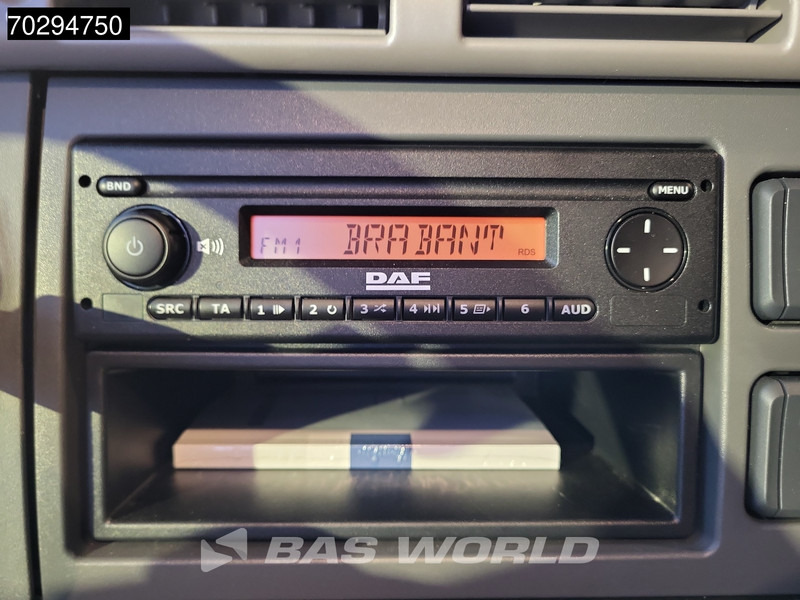 70294750
BND
MENU
FM1 BRABANT RDS
DAF
SRC TA 1 2 3 4 5 6 AUD
BAS WORLD